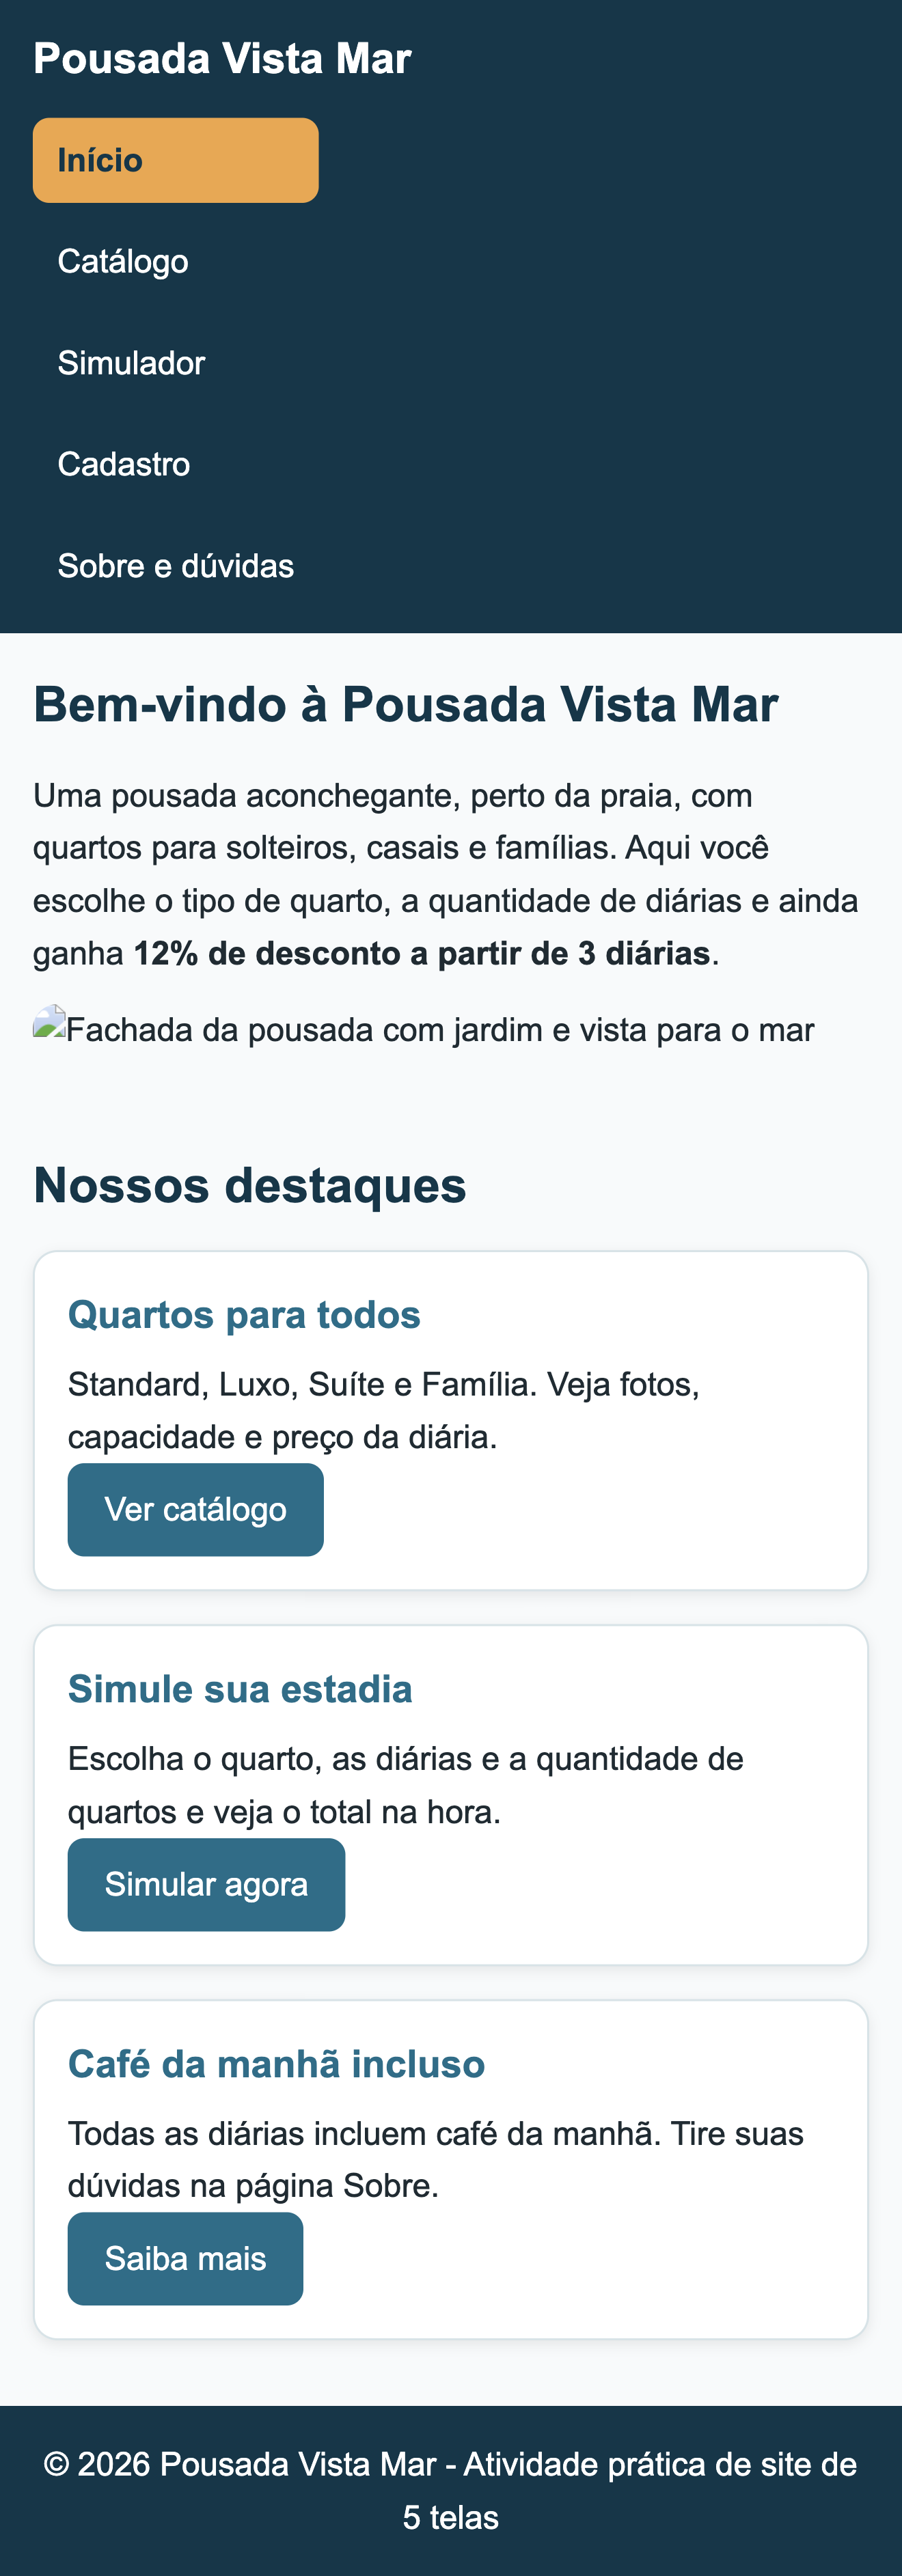 Pousada Vista Mar
Início
Catálogo
Simulador
Cadastro
Sobre e dúvidas
Bem-vindo à Pousada Vista Mar
Uma pousada aconchegante, perto da praia, com
quartos para solteiros, casais e famílias. Aqui você
escolhe o tipo de quarto, a quantidade de diárias e ainda
ganha 12% de desconto a partir de 3 diárias.
Fachada da pousada com jardim e vista para o mar
Nossos destaques
Quartos para todos
Standard, Luxo, Suíte e Família. Veja fotos,
capacidade e preço da diária.
Ver catálogo
Simule sua estadia
Escolha o quarto, as diárias e a quantidade de
quartos e veja o total na hora.
Simular agora
Café da manhã incluso
Todas as diárias incluem café da manhã. Tire suas
dúvidas na página Sobre.
Saiba mais
© 2026 Pousada Vista Mar - Atividade prática de site de
5 telas